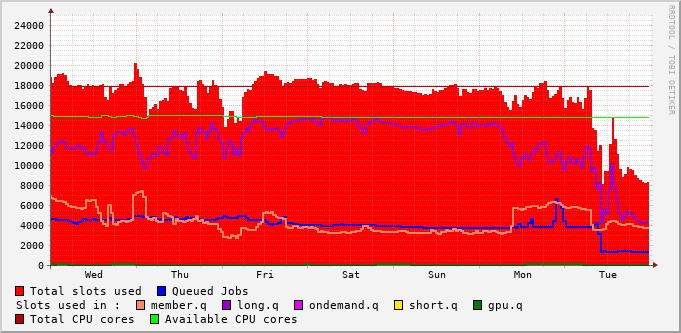 24000
22000
20000
18000
16000
14000
12000
10000
8000
6000
4000
2000
0
Wed Thu Fri Sat Sun Mon Tue
RRDTOOL / TOBI OETIKER
Total slots used Queued Jobs
Slots used in : member.q long.q ondemand.q short.q gpu.q
Total CPU cores Available CPU cores